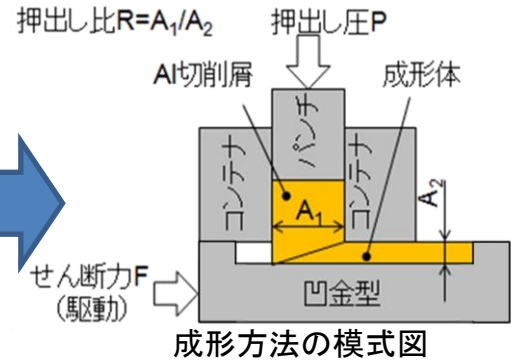 押出し比R=A₁/A₂
押出し圧P
Al切削屑
成形体
パンチ
コンテナ
コンテナ
A₁
A₂
せん断力F
（駆動）
凹金型
成形方法の模式図